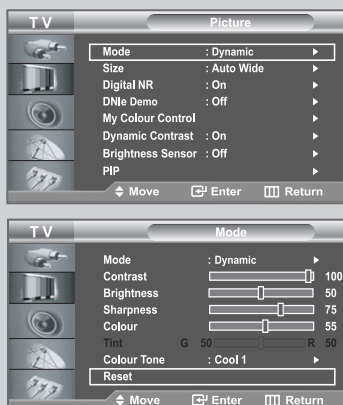 TV Picture
Mode : Dynamic
Size : Auto Wide
Digital NR : On
DNIe Demo : Off
My Colour Control
Dynamic Contrast : On
Brightness Sensor : Off
PIP
Move Enter Return
TV Mode
Mode : Dynamic
Contrast 100
Brightness 50
Sharpness 75
Colour 55
Tint G 50 R 50
Colour Tone : Cool 1
Reset
Move Enter Return